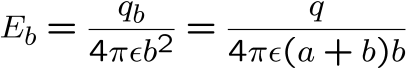 $E_b = \frac{q_b}{4\pi\epsilon b^2} = \frac{q}{4\pi\epsilon(a+b)b}$